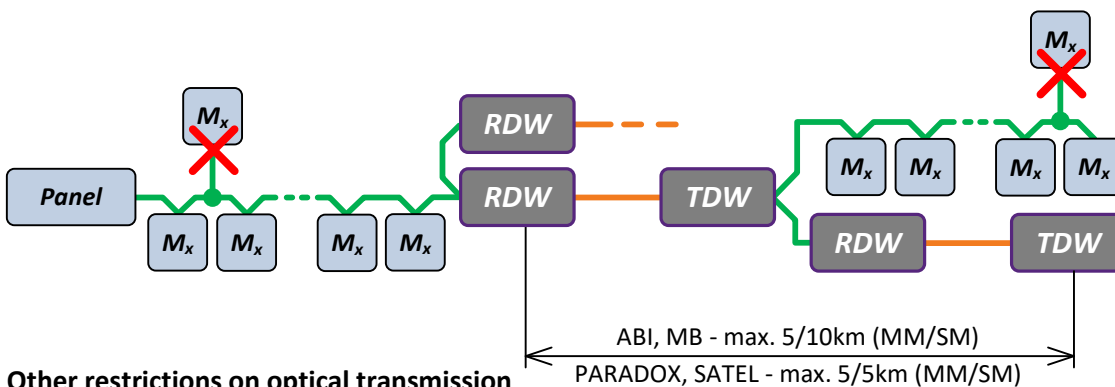 Mx
Mx
RDW
Panel
RDW
TDW
Mx
Mx
Mx
Mx
Mx
Mx
Mx
Mx
RDW
TDW
ABI, MB - max. 5/10km (MM/SM)
PARADOX, SATEL - max. 5/5km (MM/SM)
Other restrictions on optical transmission